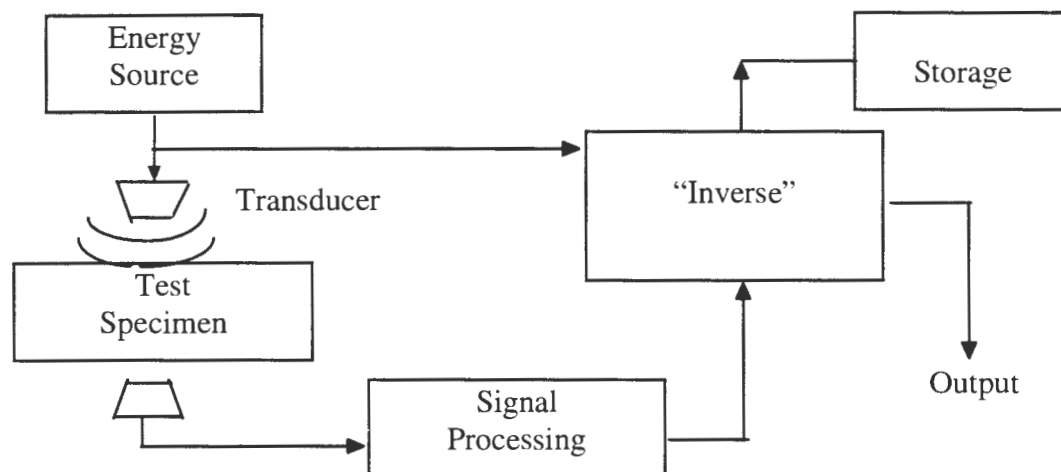 Energy
Source
Storage
“Inverse”
Transducer
Test
Specimen
Output
Signal
Processing